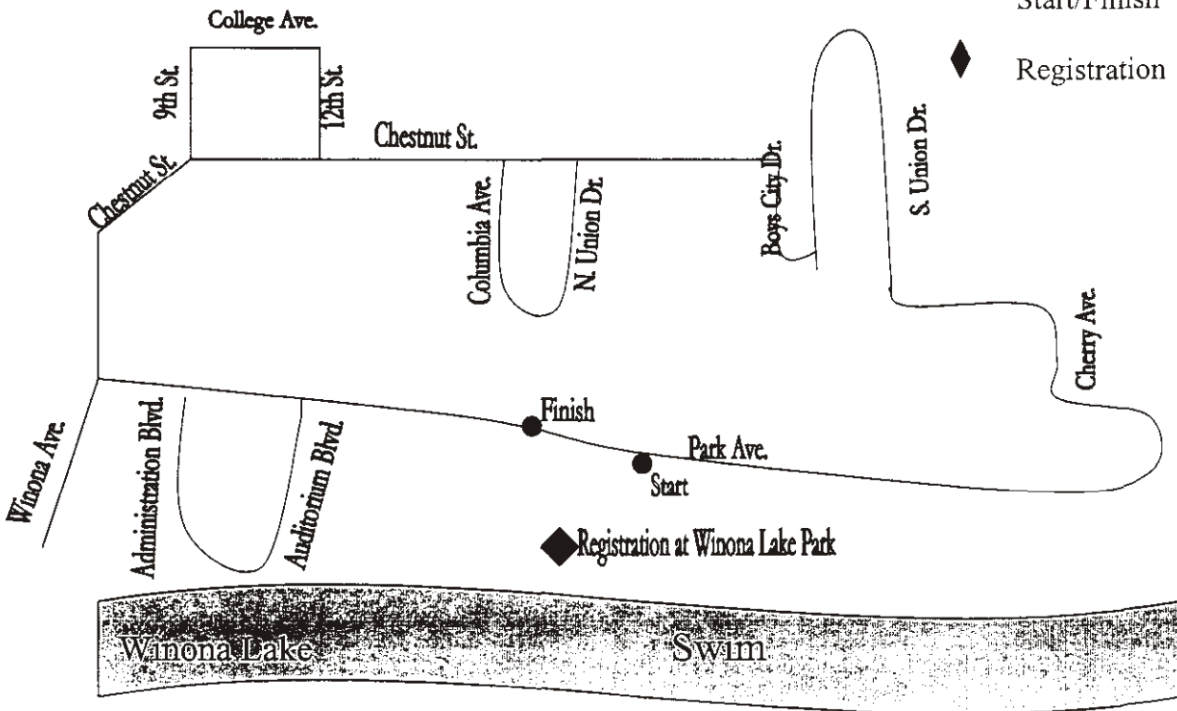 Start/Finish
College Ave.
Registration
9th St.
12th St.
Chestnut St.
Chestnut St.
Boys City Dr.
S. Union Dr.
Columbia Ave.
N. Union Dr.
Cherry Ave.
Finish
Park Ave.
Start
Winona Ave.
Administration Blvd.
Auditorium Blvd.
Registration at Winona Lake Park
Winona Lake
Swim